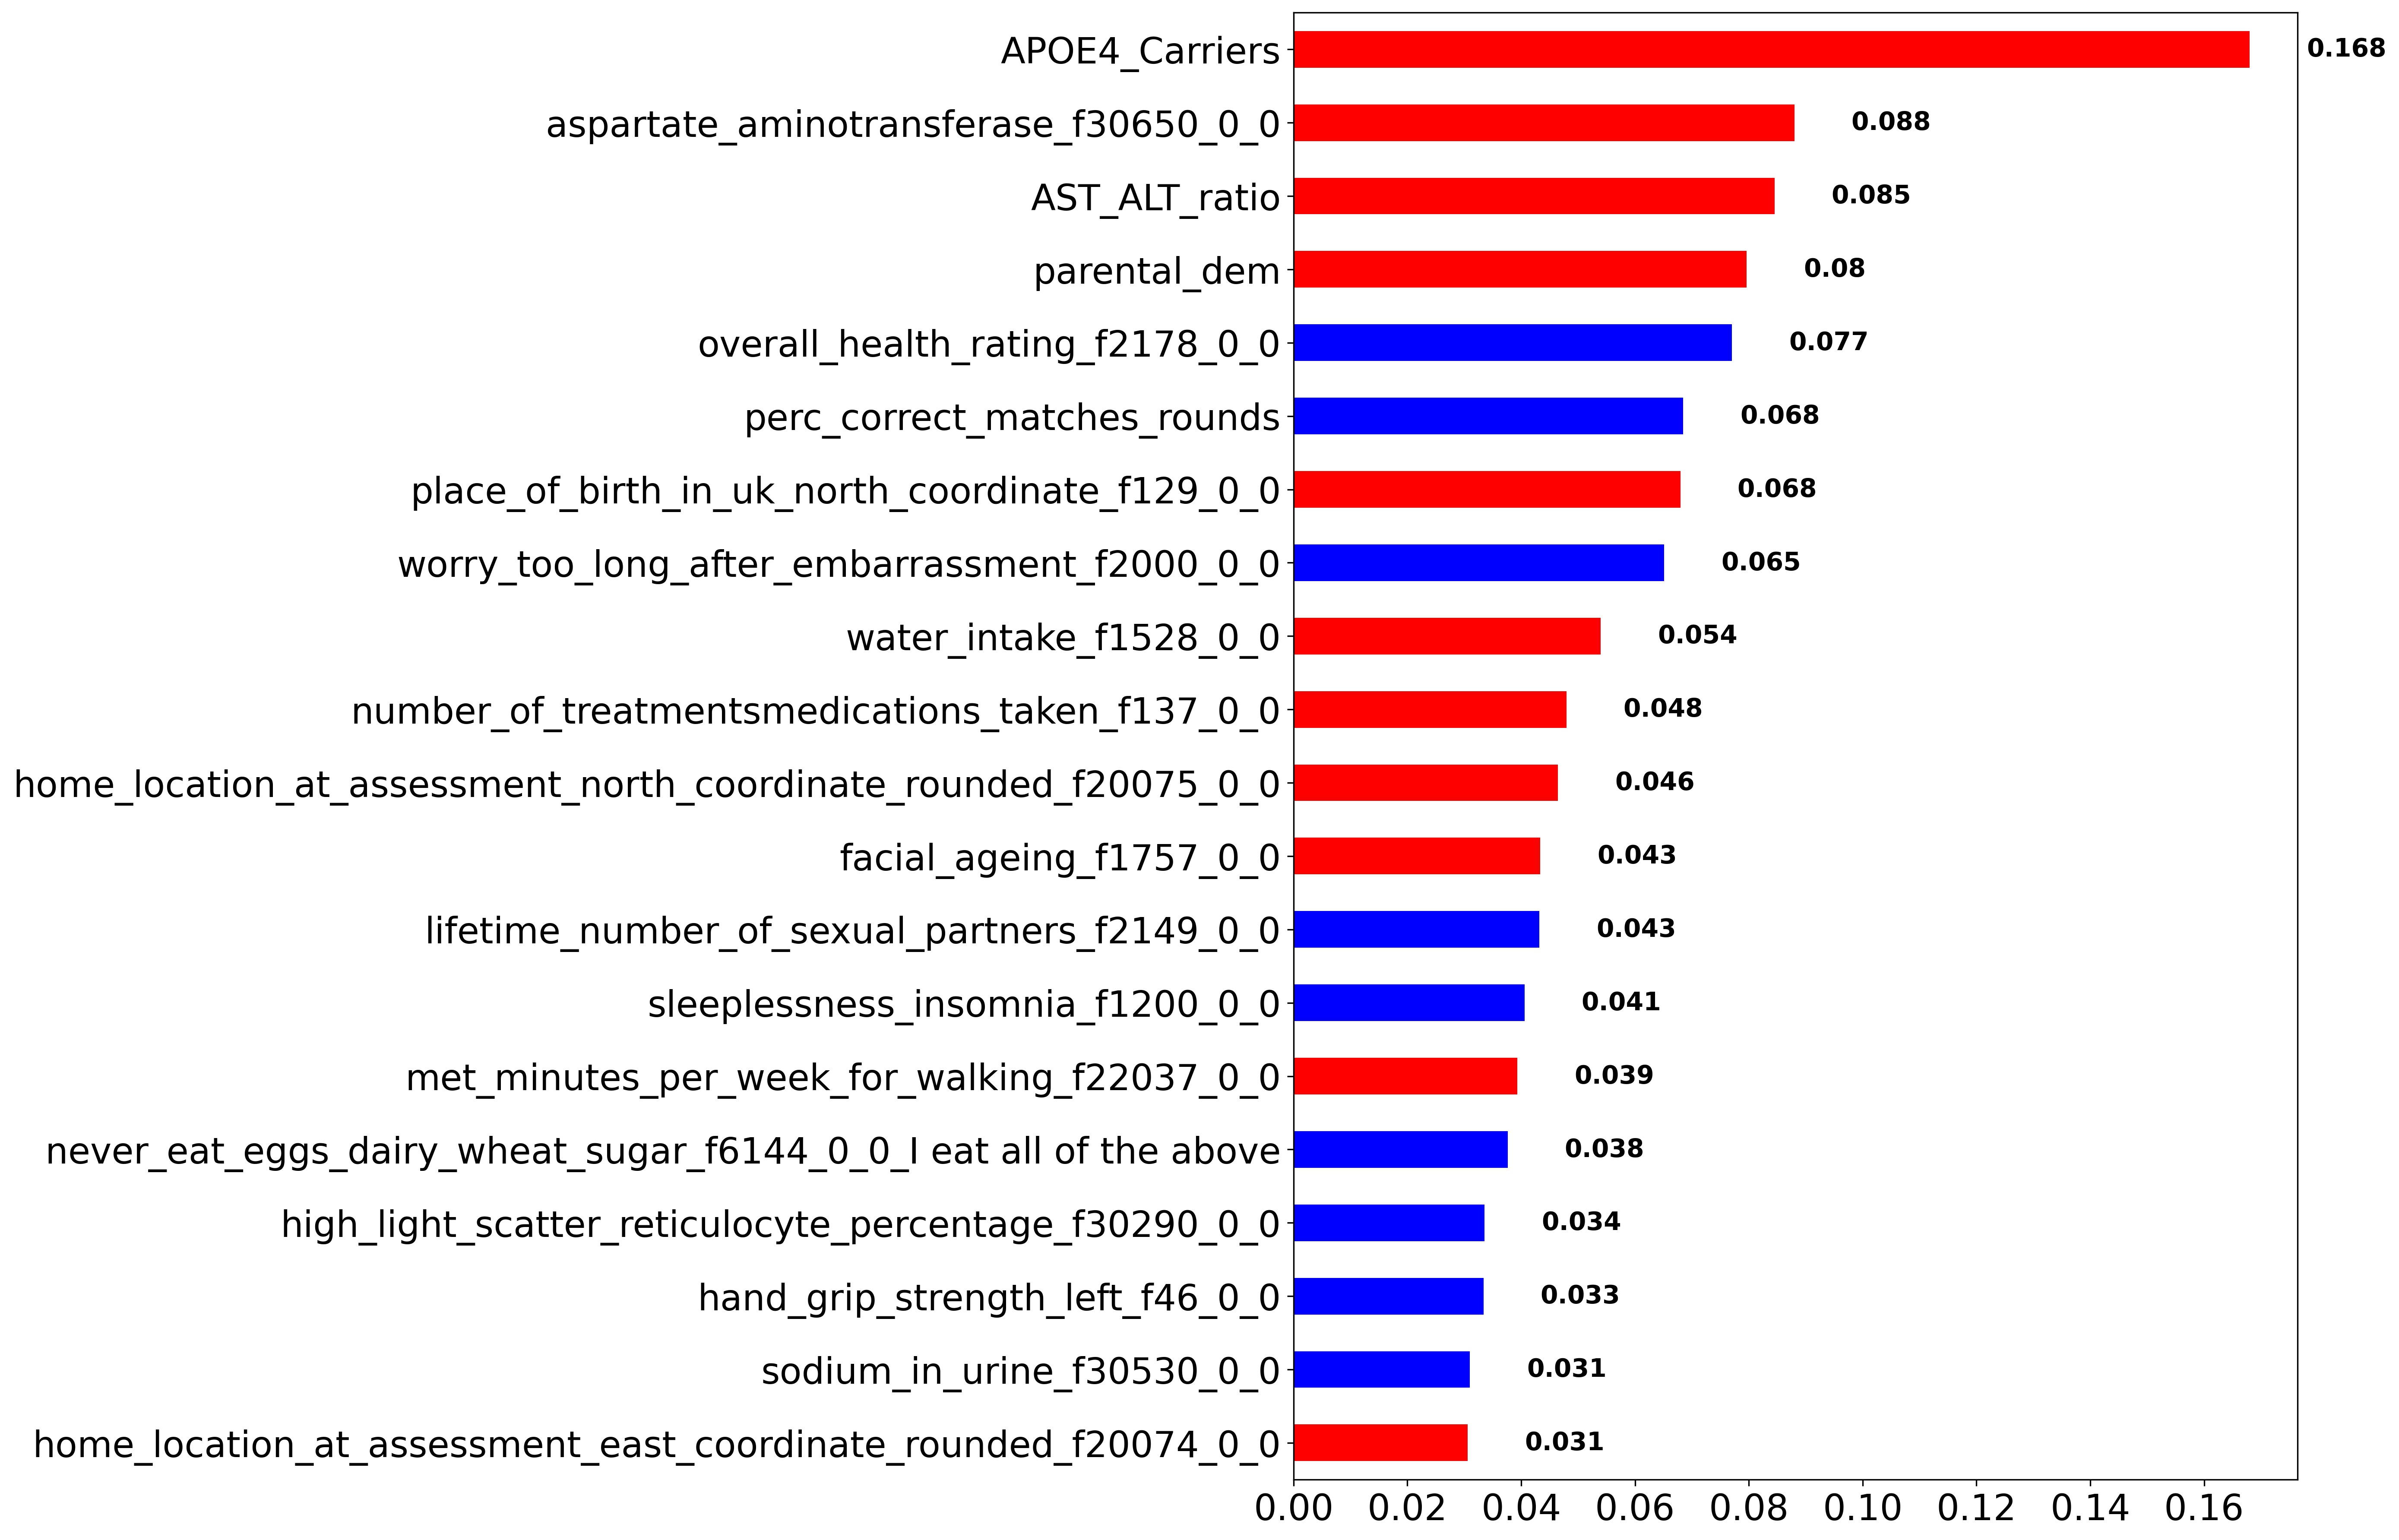 APOE4_Carriers 0.168
aspartate_aminotransferase_f30650_0_0 0.088
AST_ALT_ratio 0.085
parental_dem 0.08
overall_health_rating_f2178_0_0 0.077
perc_correct_matches_rounds 0.068
place_of_birth_in_uk_north_coordinate_f129_0_0 0.068
worry_too_long_after_embarrassment_f2000_0_0 0.065
water_intake_f1528_0_0 0.054
number_of_treatmentsmedications_taken_f137_0_0 0.048
home_location_at_assessment_north_coordinate_rounded_f20075_0_0 0.046
facial_ageing_f1757_0_0 0.043
lifetime_number_of_sexual_partners_f2149_0_0 0.043
sleeplessness_insomnia_f1200_0_0 0.041
met_minutes_per_week_for_walking_f22037_0_0 0.039
never_eat_eggs_dairy_wheat_sugar_f6144_0_0_I eat all of the above 0.038
high_light_scatter_reticulocyte_percentage_f30290_0_0 0.034
hand_grip_strength_left_f46_0_0 0.033
sodium_in_urine_f30530_0_0 0.031
home_location_at_assessment_east_coordinate_rounded_f20074_0_0 0.031
0.00 0.02 0.04 0.06 0.08 0.10 0.12 0.14 0.16